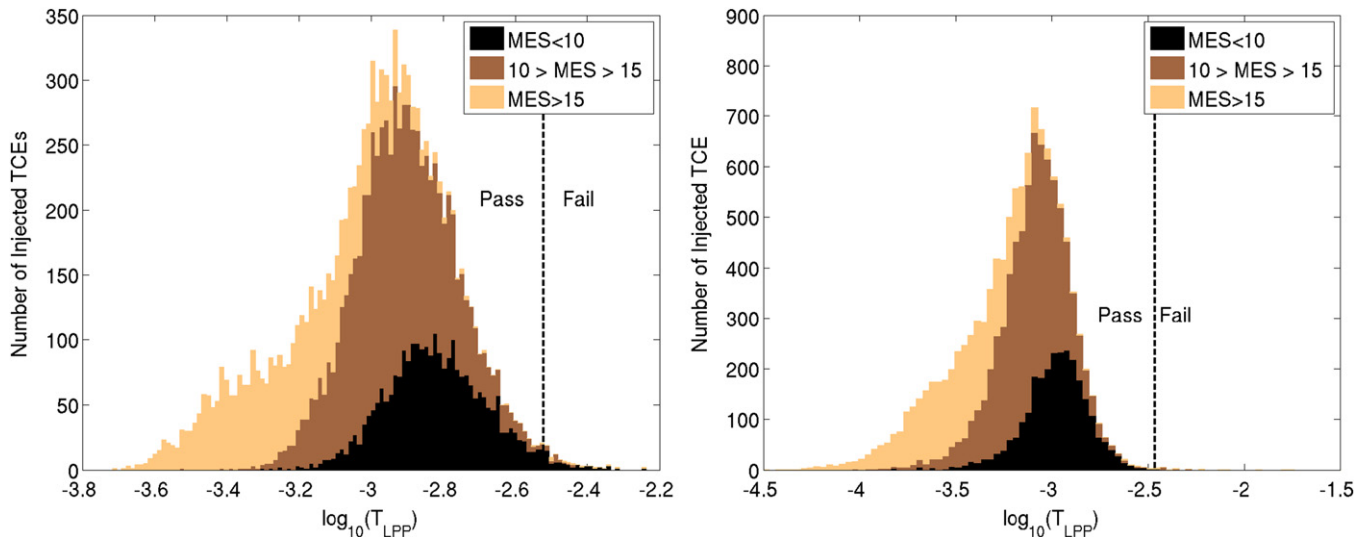 350
300
250
200
150
100
50
0
Number of Injected TCEs
MES<10
10 > MES > 15
MES>15
Pass Fail
-3.8 -3.6 -3.4 -3.2 -3 -2.8 -2.6 -2.4 -2.2
log10(TLPP)
900
800
700
600
500
400
300
200
100
0
Number of Injected TCE
MES<10
10 > MES > 15
MES>15
Pass Fail
-4.5 -4 -3.5 -3 -2.5 -2 -1.5
log10(TLPP)